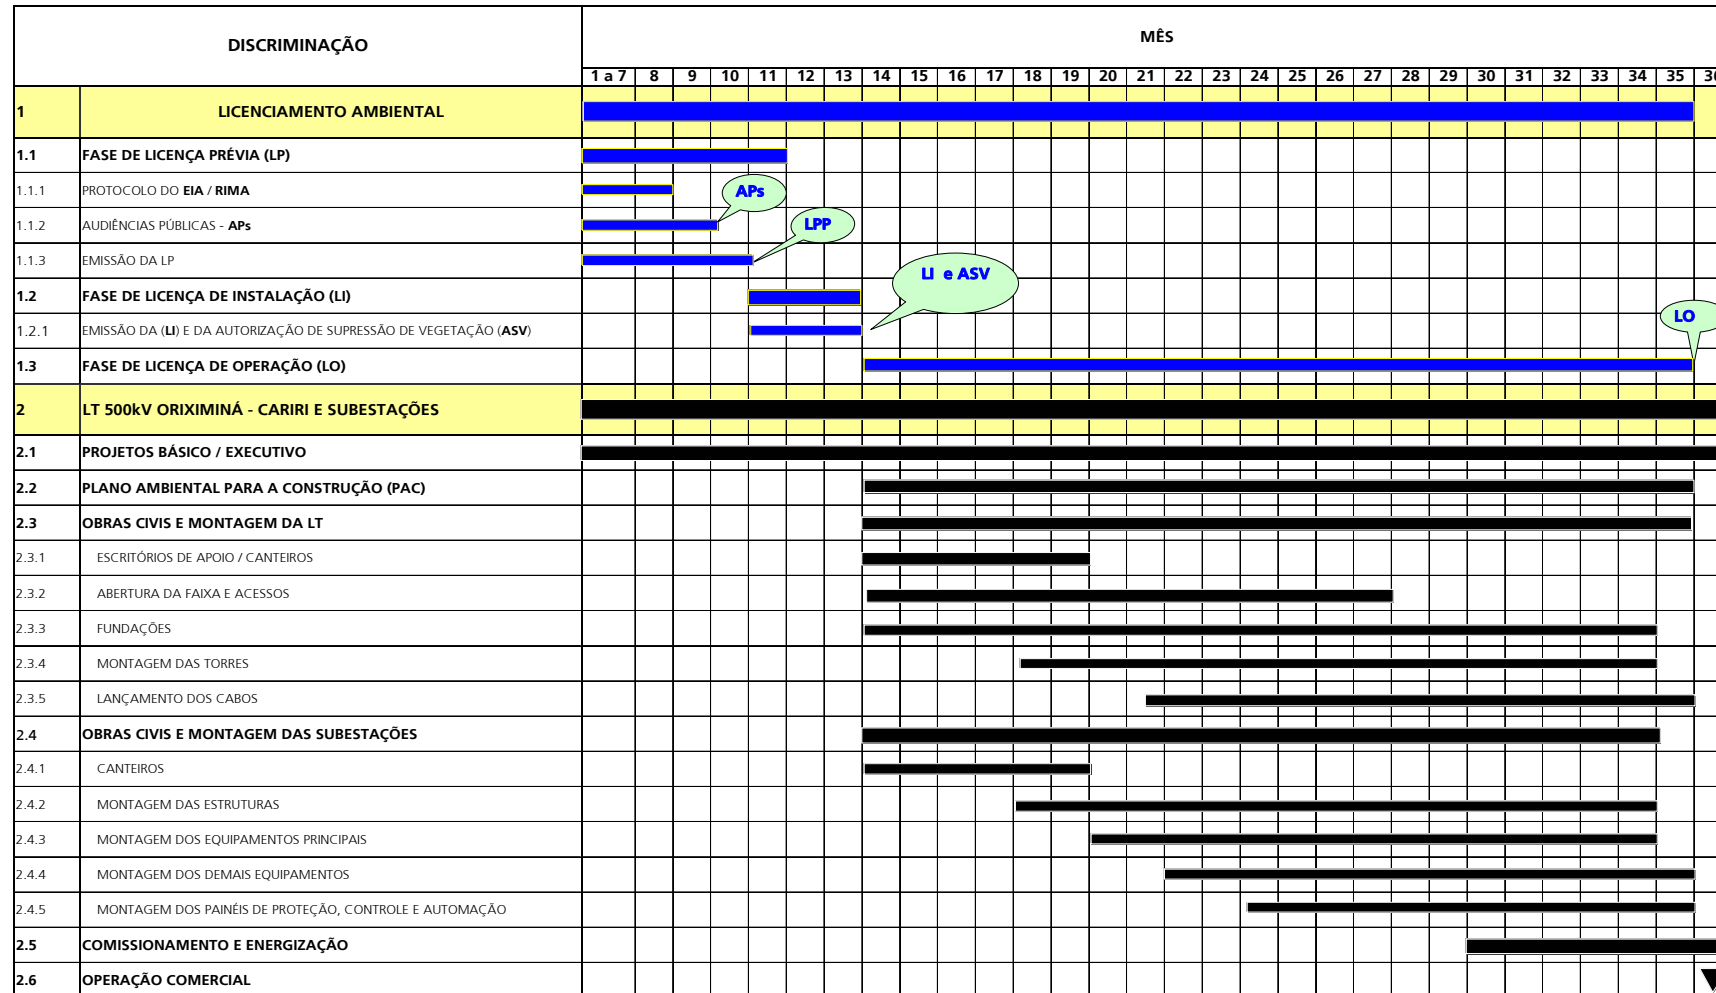 DISCRIMINAÇÃO
MÊS
1 a 7 8 9 10 11 12 13 14 15 16 17 18 19 20 21 22 23 24 25 26 27 28 29 30 31 32 33 34 35
1 LICENCIAMENTO AMBIENTAL
1.1 FASE DE LICENÇA PRÉVIA (LP)
1.1.1 PROTOCOLO DO EIA / RIMA
APs
1.1.2 AUDIÊNCIAS PÚBLICAS - APs
LPP
1.1.3 EMISSÃO DA LP
LI e ASV
1.2 FASE DE LICENÇA DE INSTALAÇÃO (LI)
1.2.1 EMISSÃO DA (LI) E DA AUTORIZAÇÃO DE SUPRESSÃO DE VEGETAÇÃO (ASV)
LO
1.3 FASE DE LICENÇA DE OPERAÇÃO (LO)
2 LT 500kV ORIXIMINÁ - CARIRI E SUBESTAÇÕES
2.1 PROJETOS BÁSICO / EXECUTIVO
2.2 PLANO AMBIENTAL PARA A CONSTRUÇÃO (PAC)
2.3 OBRAS CIVIS E MONTAGEM DA LT
2.3.1 ESCRITÓRIOS DE APOIO / CANTEIROS
2.3.2 ABERTURA DA FAIXA E ACESSOS
2.3.3 FUNDAÇÕES
2.3.4 MONTAGEM DAS TORRES
2.3.5 LANÇAMENTO DOS CABOS
2.4 OBRAS CIVIS E MONTAGEM DAS SUBESTAÇÕES
2.4.1 CANTEIROS
2.4.2 MONTAGEM DAS ESTRUTURAS
2.4.3 MONTAGEM DOS EQUIPAMENTOS PRINCIPAIS
2.4.4 MONTAGEM DOS DEMAIS EQUIPAMENTOS
2.4.5 MONTAGEM DOS PAINÉIS DE PROTEÇÃO, CONTROLE E AUTOMAÇÃO
2.5 COMISSIONAMENTO E ENERGIZAÇÃO
2.6 OPERAÇÃO COMERCIAL